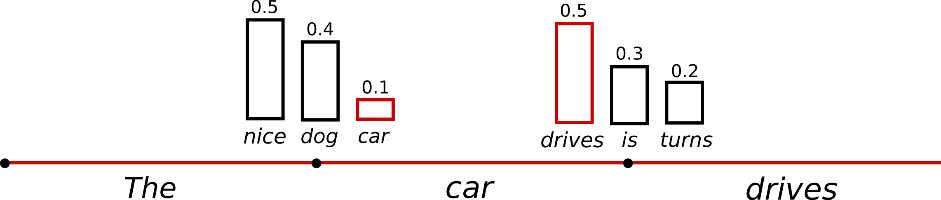 0.5 0.4 0.1 0.5 0.3 0.2
nice dog car drives is turns
The car drives